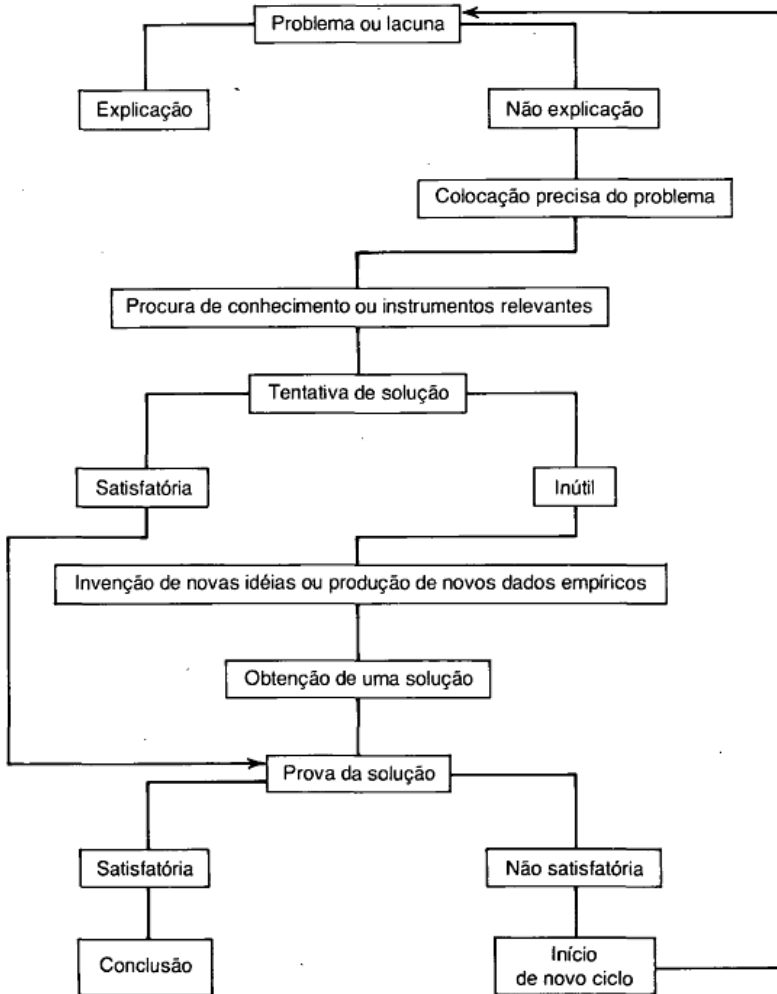 Problema ou lacuna
Explicação
Não explicação
Colocação precisa do problema
Procura de conhecimento ou instrumentos relevantes
Tentativa de solução
Satisfatória
Inútil
Invenção de novas idéias ou produção de novos dados empíricos
Obtenção de uma solução
Prova da solução
Satisfatória
Não satisfatória
Conclusão
Início
de novo ciclo